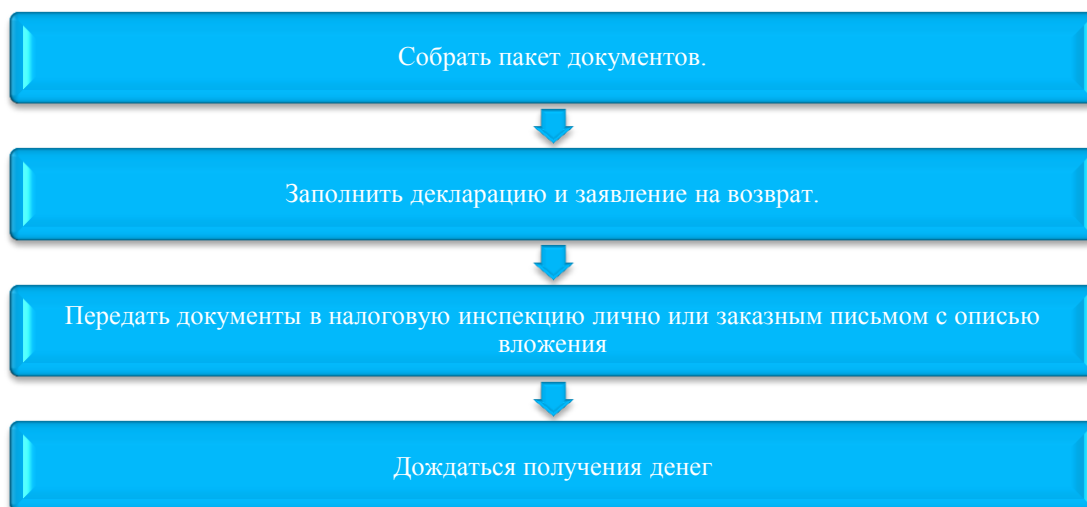 Собрать пакет документов.
Заполнить декларацию и заявление на возврат.
Передать документы в налоговую инспекцию лично или заказным письмом с описью
вложения
Дождаться получения денег